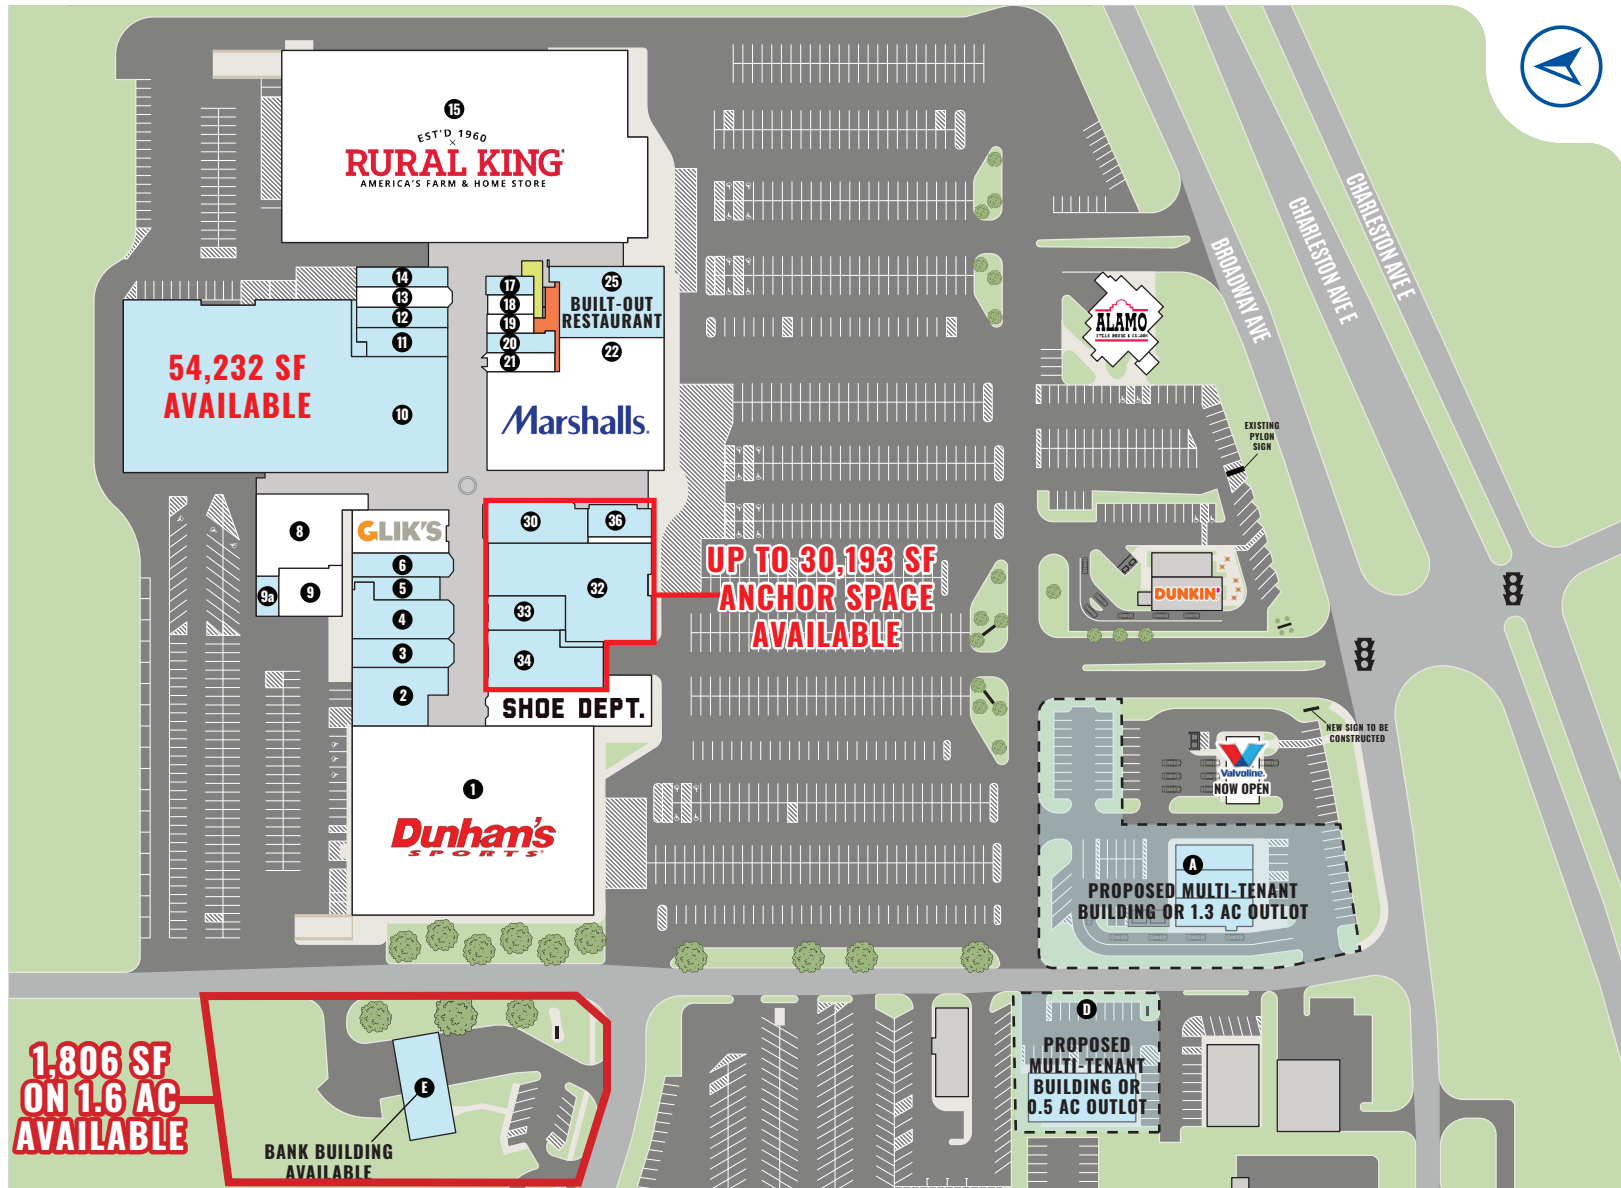 15
EST'D 1960
×
RURAL KING
AMERICA'S FARM & HOME STORE
14
13
12
11
54,232 SF
AVAILABLE
10
17
18
19
20
21
25
BUILT-OUT
RESTAURANT
22
Marshalls.
BROADWAY AVE
CHARLESTON AVE E
CHARLESTON AVE E
ALAMO
STEAK HOUSE & SALOON
EXISTING
PYLON
SIGN
8
GLIK'S
9a
9
6
5
4
3
2
30
36
32
33
34
UP TO 30,193 SF
ANCHOR SPACE
AVAILABLE
DUNKIN'
SHOE DEPT.
1
Dunham's
SPORTS
NEW SIGN TO BE
CONSTRUCTED
Valvoline
NOW OPEN
A
PROPOSED MULTI-TENANT
BUILDING OR 1.3 AC OUTLOT
D
PROPOSED
MULTI-TENANT
BUILDING OR
0.5 AC OUTLOT
1,806 SF
ON 1.6 AC
AVAILABLE
E
BANK BUILDING
AVAILABLE